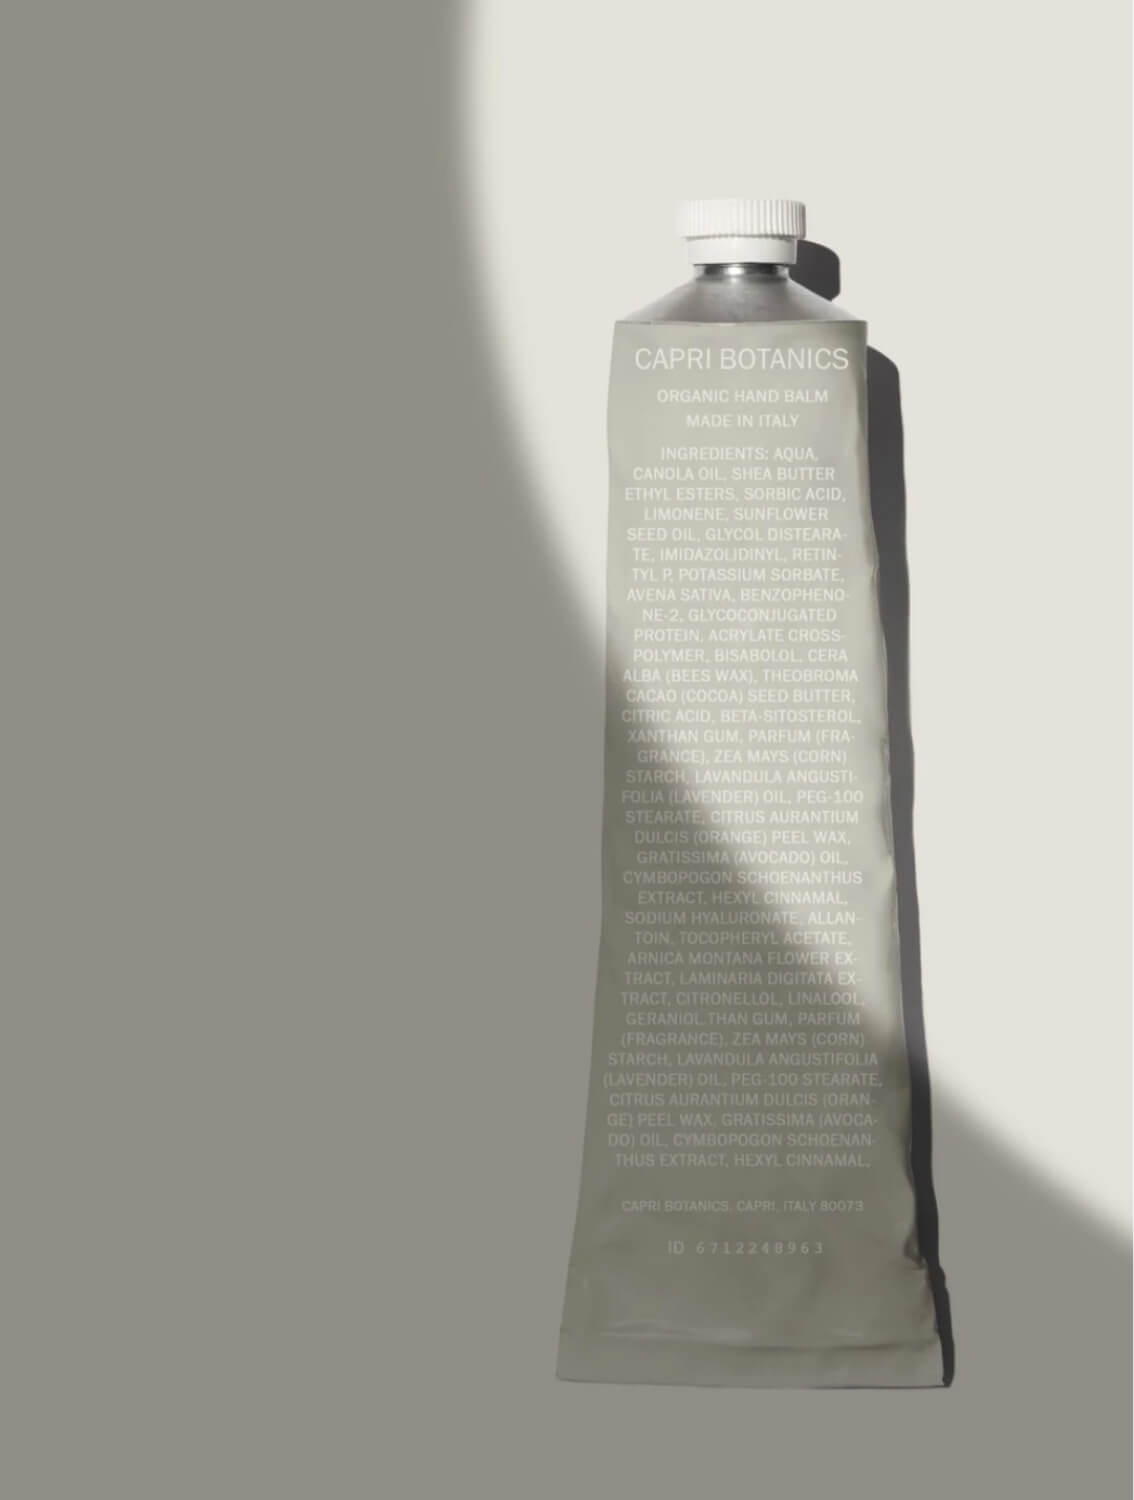 CAPRI BOTANICS
ORGANIC HAND BALM
MADE IN ITALY
INGREDIENTS: AQUA,
CANOLA OIL, SHEA BUTTER
ETHYL ESTERS, SORBIC ACID,
LIMONENE, SUNFLOWER
SEED OIL, GLYCOL DISTEARA-
TE, IMIDAZOLIDINYL, RETIN-
TYL P, POTASSIUM SORBATE,
AVENA SATIVA, BENZOPHENO-
NE-2, GLYCOCONJUGATED
PROTEIN, ACRYLATE CROSS-
POLYMER, BISABOLOL, CERA
ALBA (BEES WAX), THEOBROMA
CACAO (COCOA) SEED BUTTER,
CITRIC ACID, BETA-SITOSTEROL,
XANTHAN GUM, PARFUM (FRA-
GRANCE), ZEA MAYS (CORN)
STARCH, LAVANDULA ANGUSTI-
FOLIA (LAVENDER) OIL, PEG-100
STEARATE, CITRUS AURANTIUM
DULCIS (ORANGE) PEEL WAX,
GRATISSIMA (AVOCADO) OIL,
CYMBOPOGON SCHOENANTHUS
EXTRACT, HEXYL CINNAMAL,
SODIUM HYALURONATE, ALLAN-
TOIN, TOCOPHERYL ACETATE,
ARNICA MONTANA FLOWER EX-
TRACT, LAMINARIA DIGITATA EX-
TRACT, CITRONELLOL, LINALOOL,
GERANIOL.THAN GUM, PARFUM
(FRAGRANCE), ZEA MAYS (CORN)
STARCH, LAVANDULA ANGUSTIFOLIA
(LAVENDER) OIL, PEG-100 STEARATE,
CITRUS AURANTIUM DULCIS (ORAN-
GE) PEEL WAX, GRATISSIMA (AVOCA-
DO) OIL, CYMBOPOGON SCHOENAN-
THUS EXTRACT, HEXYL CINNAMAL,
CAPRI BOTANICS, CAPRI, ITALY 80073
ID 6712248963